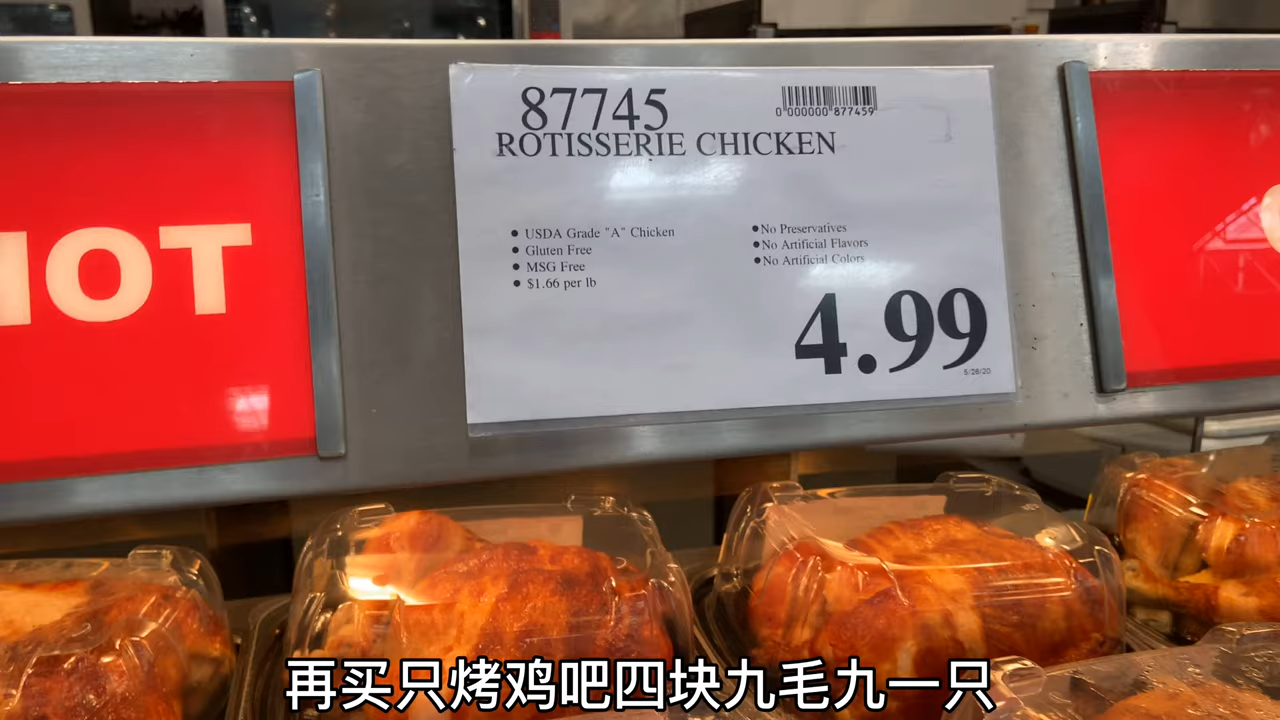 HOT
87745
0 000000 877459
ROTISSERIE CHICKEN
USDA Grade "A" Chicken
Gluten Free
MSG Free
$1.66 per lb
No Preservatives
No Artificial Flavors
No Artificial Colors
4.99
5/28/20
再买只烤鸡吧四块九毛九一只